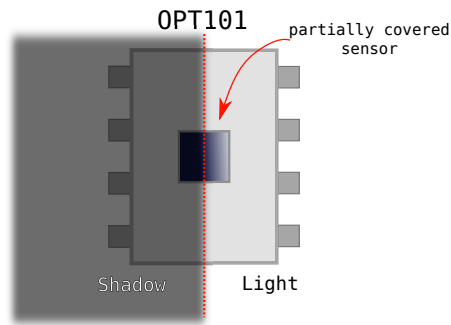 OPT101
partially covered
sensor
Shadow
Light